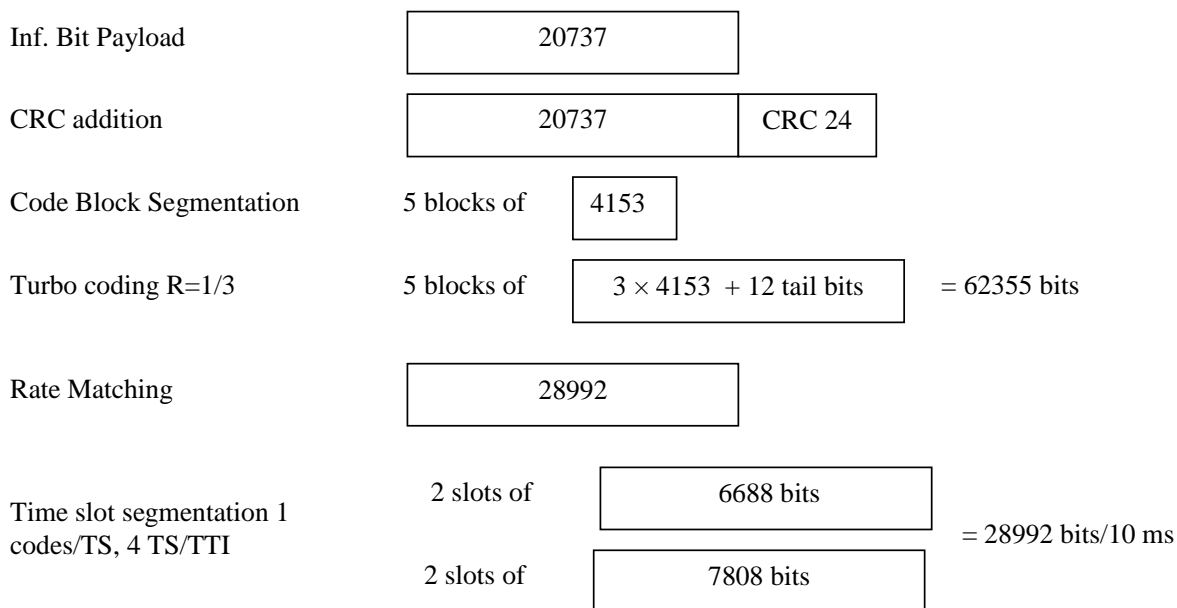 Inf. Bit Payload 20737
CRC addition 20737 CRC 24
Code Block Segmentation 5 blocks of 4153
Turbo coding R=1/3 5 blocks of 3 × 4153 + 12 tail bits = 62355 bits
Rate Matching 28992
2 slots of 6688 bits
Time slot segmentation 1
codes/TS, 4 TS/TTI
= 28992 bits/10 ms
2 slots of 7808 bits